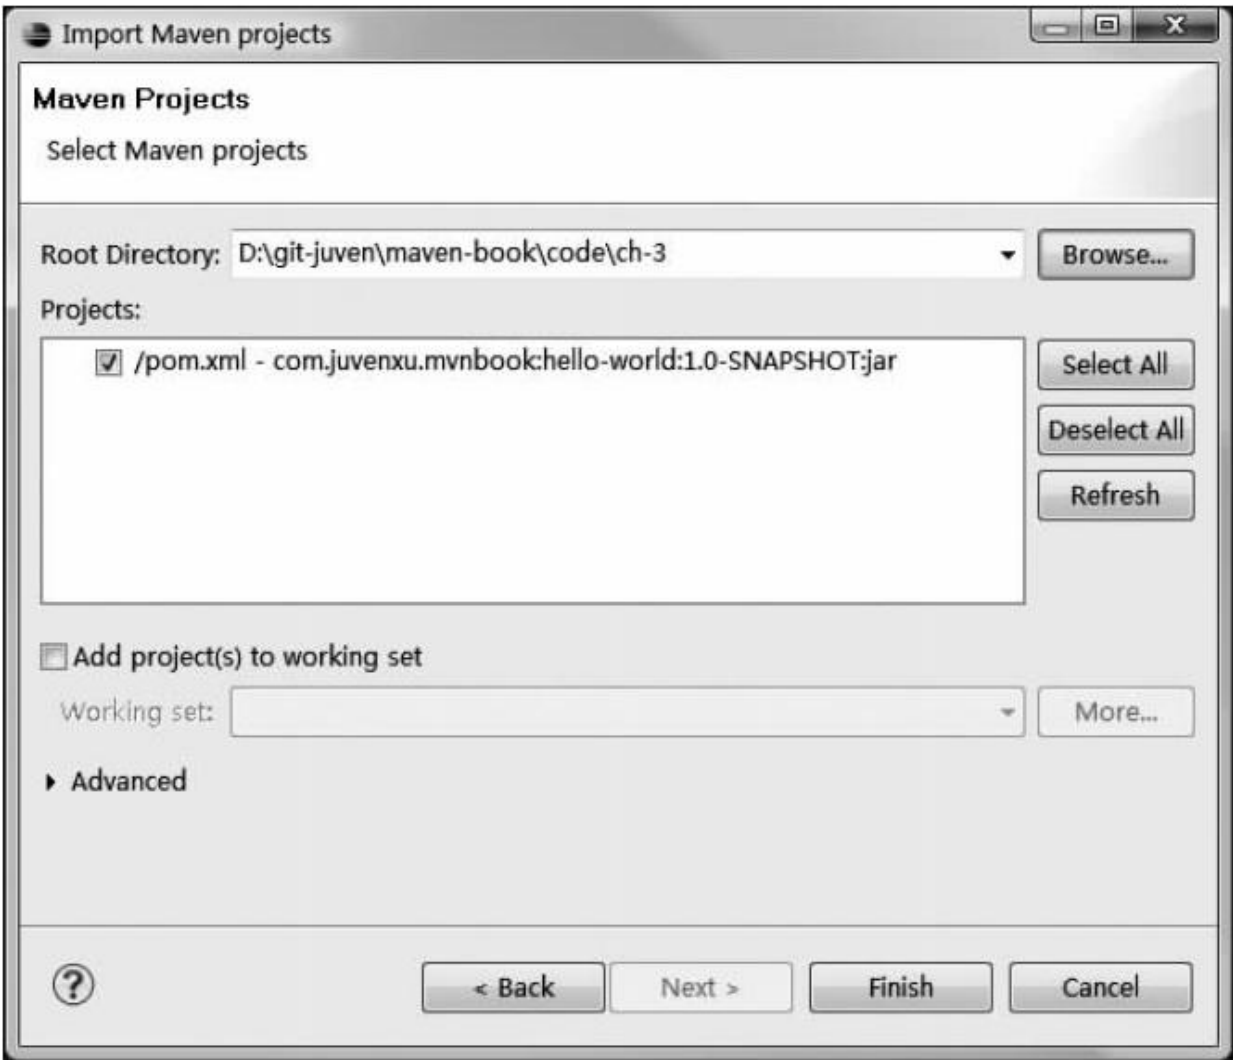 Import Maven projects
Maven Projects
Select Maven projects
Root Directory: D:\git-juven\maven-book\code\ch-3 Browse...
Projects:
/pom.xml - com.juvenxu.mvnbook:hello-world:1.0-SNAPSHOT:jar
Select All
Deselect All
Refresh
Add project(s) to working set
Working set: More...
Advanced
? < Back Next > Finish Cancel